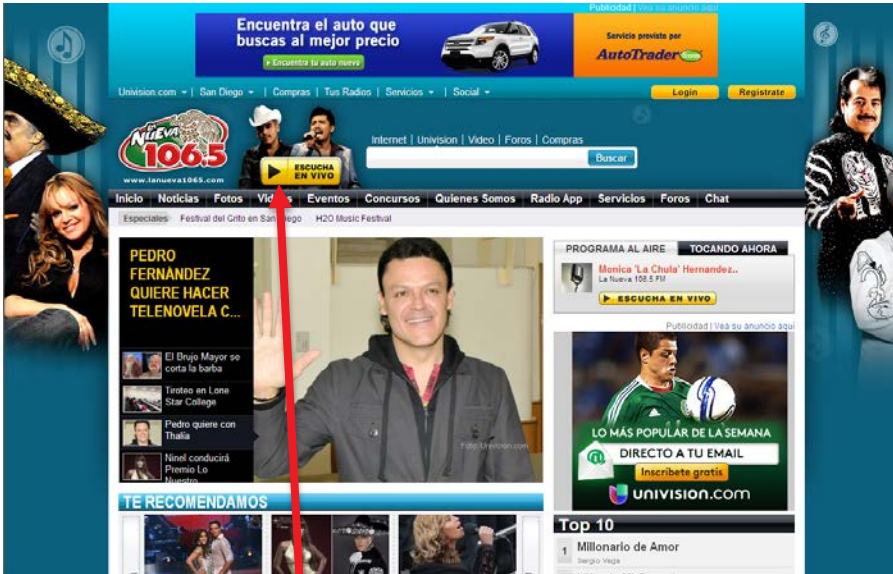 Publicidad | Vea su anuncio aqui
Encuentra el auto que
buscas al mejor precio
Encuentra tu auto nuevo
Servicio previsto por
AutoTrader.com
Univision.com | San Diego | Compras | Tus Radios | Servicios | Social
Login
Registrate
LA NUEVA
106.5
www.lanueva1065.com
ESCUCHA
EN VIVO
Internet | Univision | Video | Foros | Compras
Buscar
Inicio Noticias Fotos Videos Eventos Concursos Quienes Somos Radio App Servicios Foros Chat
Especiales Festival del Grito en San Diego H2O Music Festival
PEDRO
FERNÁNDEZ
QUIERE HACER
TELENOVELA C...
El Brujo Mayor se
corta la barba
Tiroteo en Lone
Star College
Pedro quiere con
Thalía
Ninel conducirá
Premio Lo
Nuestro
Foto: Univision.com
PROGRAMA AL AIRE
TOCANDO AHORA
Monica 'La Chula' Hernandez..
La Nueva 106.5 FM
ESCUCHA EN VIVO
Publicidad | Vea su anuncio aqui
LO MÁS POPULAR DE LA SEMANA
DIRECTO A TU EMAIL
Inscríbete gratis
univision.com
TE RECOMENDAMOS
Top 10
1 Millonario de Amor
Sergio Vega